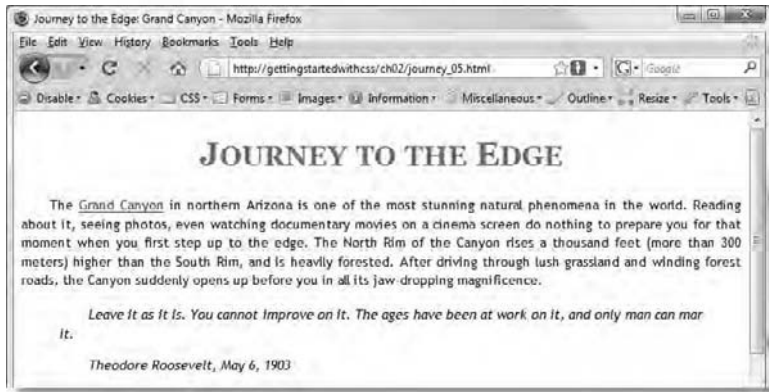 Journey to the Edge: Grand Canyon - Mozilla Firefox
File Edit View History Bookmarks Tools Help
http://gettingstartedwithcss/ch02/journey_05.html Google
Disable Cookies CSS Forms Images Information Miscellaneous Outline Resize Tools
JOURNEY TO THE EDGE
The Grand Canyon in northern Arizona is one of the most stunning natural phenomena in the world. Reading
about it, seeing photos, even watching documentary movies on a cinema screen do nothing to prepare you for that
moment when you first step up to the edge. The North Rim of the Canyon rises a thousand feet (more than 300
meters) higher than the South Rim, and is heavily forested. After driving through lush grassland and winding forest
roads, the Canyon suddenly opens up before you in all its jaw-dropping magnificence.
Leave it as it is. You cannot improve on it. The ages have been at work on it, and only man can mar
it.
Theodore Roosevelt, May 6, 1903